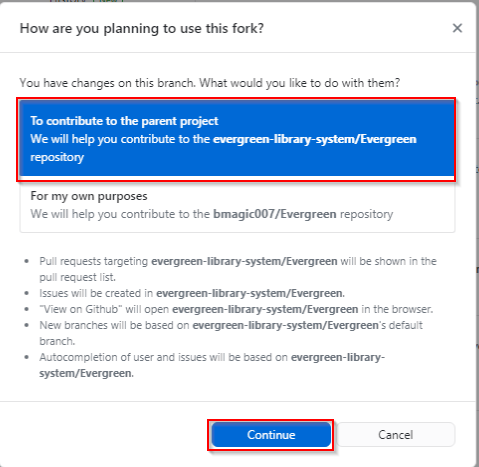 How are you planning to use this fork?
You have changes on this branch. What would you like to do with them?
To contribute to the parent project
We will help you contribute to the evergreen-library-system/Evergreen
repository
For my own purposes
We will help you contribute to the bmagic007/Evergreen repository
• Pull requests targeting evergreen-library-system/Evergreen will be shown in the
pull request list.
• Issues will be created in evergreen-library-system/Evergreen.
• "View on Github" will open evergreen-library-system/Evergreen in the browser.
• New branches will be based on evergreen-library-system/Evergreen's default
branch.
• Autocompletion of user and issues will be based on evergreen-library-
system/Evergreen.
Continue
Cancel